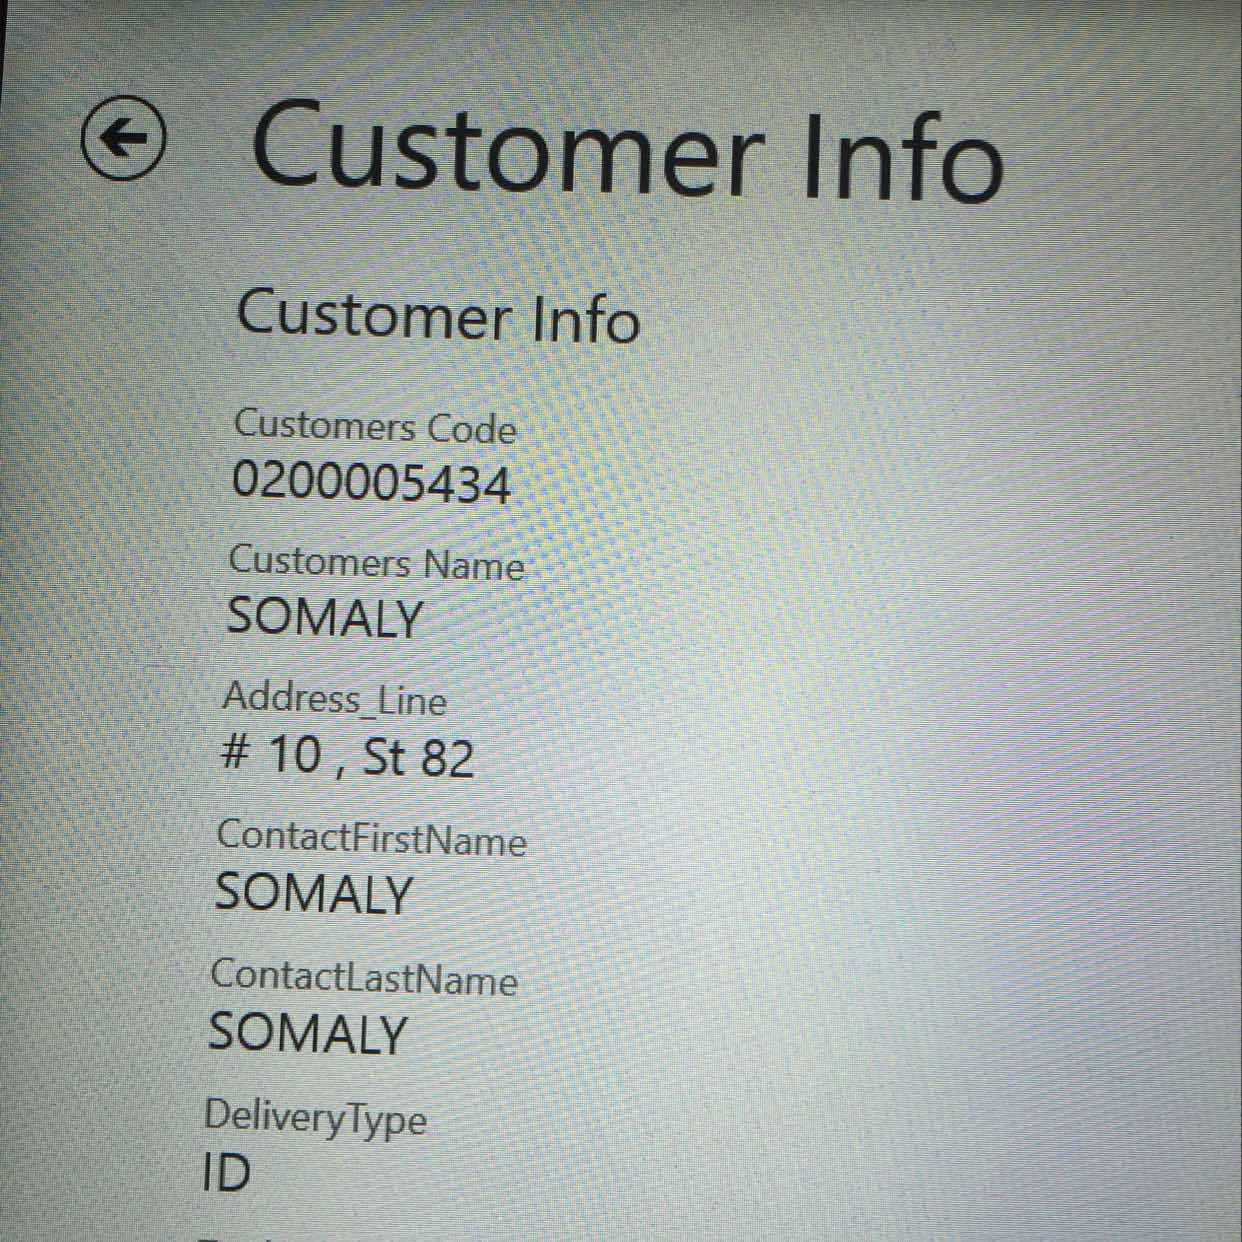 Customer Info
Customer Info
Customers Code
0200005434
Customers Name
SOMALY
Address_Line
# 10 , St 82
ContactFirstName
SOMALY
ContactLastName
SOMALY
DeliveryType
ID